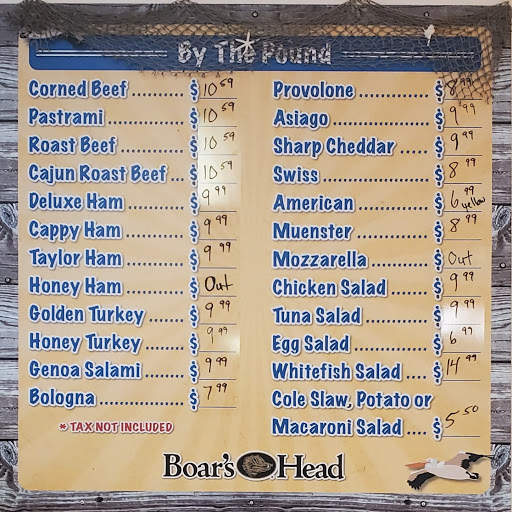 By The Pound
Corned Beef ........ $ 10 59
Pastrami ........... $ 10 59
Roast Beef ......... $ 10 59
Cajun Roast Beef ... $ 10 59
Deluxe Ham ......... $ 9 99
Cappy Ham .......... $ 9 99
Taylor Ham ......... $ 9 99
Honey Ham .......... $ Out
Golden Turkey ...... $ 9 99
Honey Turkey ....... $ 9 99
Genoa Salami ....... $ 9 99
Bologna ............ $ 7 99
* TAX NOT INCLUDED
Provolone .......... $ 8 99
Asiago ............. $ 9 99
Sharp Cheddar ..... $ 9 99
Swiss .............. $ 8 99
American ........... $ 6 99 yellow
Muenster ........... $ 8 99
Mozzarella ......... $ Out
Chicken Salad ...... $ 9 99
Tuna Salad ......... $ 9 99
Egg Salad .......... $ 6 99
Whitefish Salad .... $ 14 99
Cole Slaw, Potato or
Macaroni Salad .... $ 5 50
Boar's Head